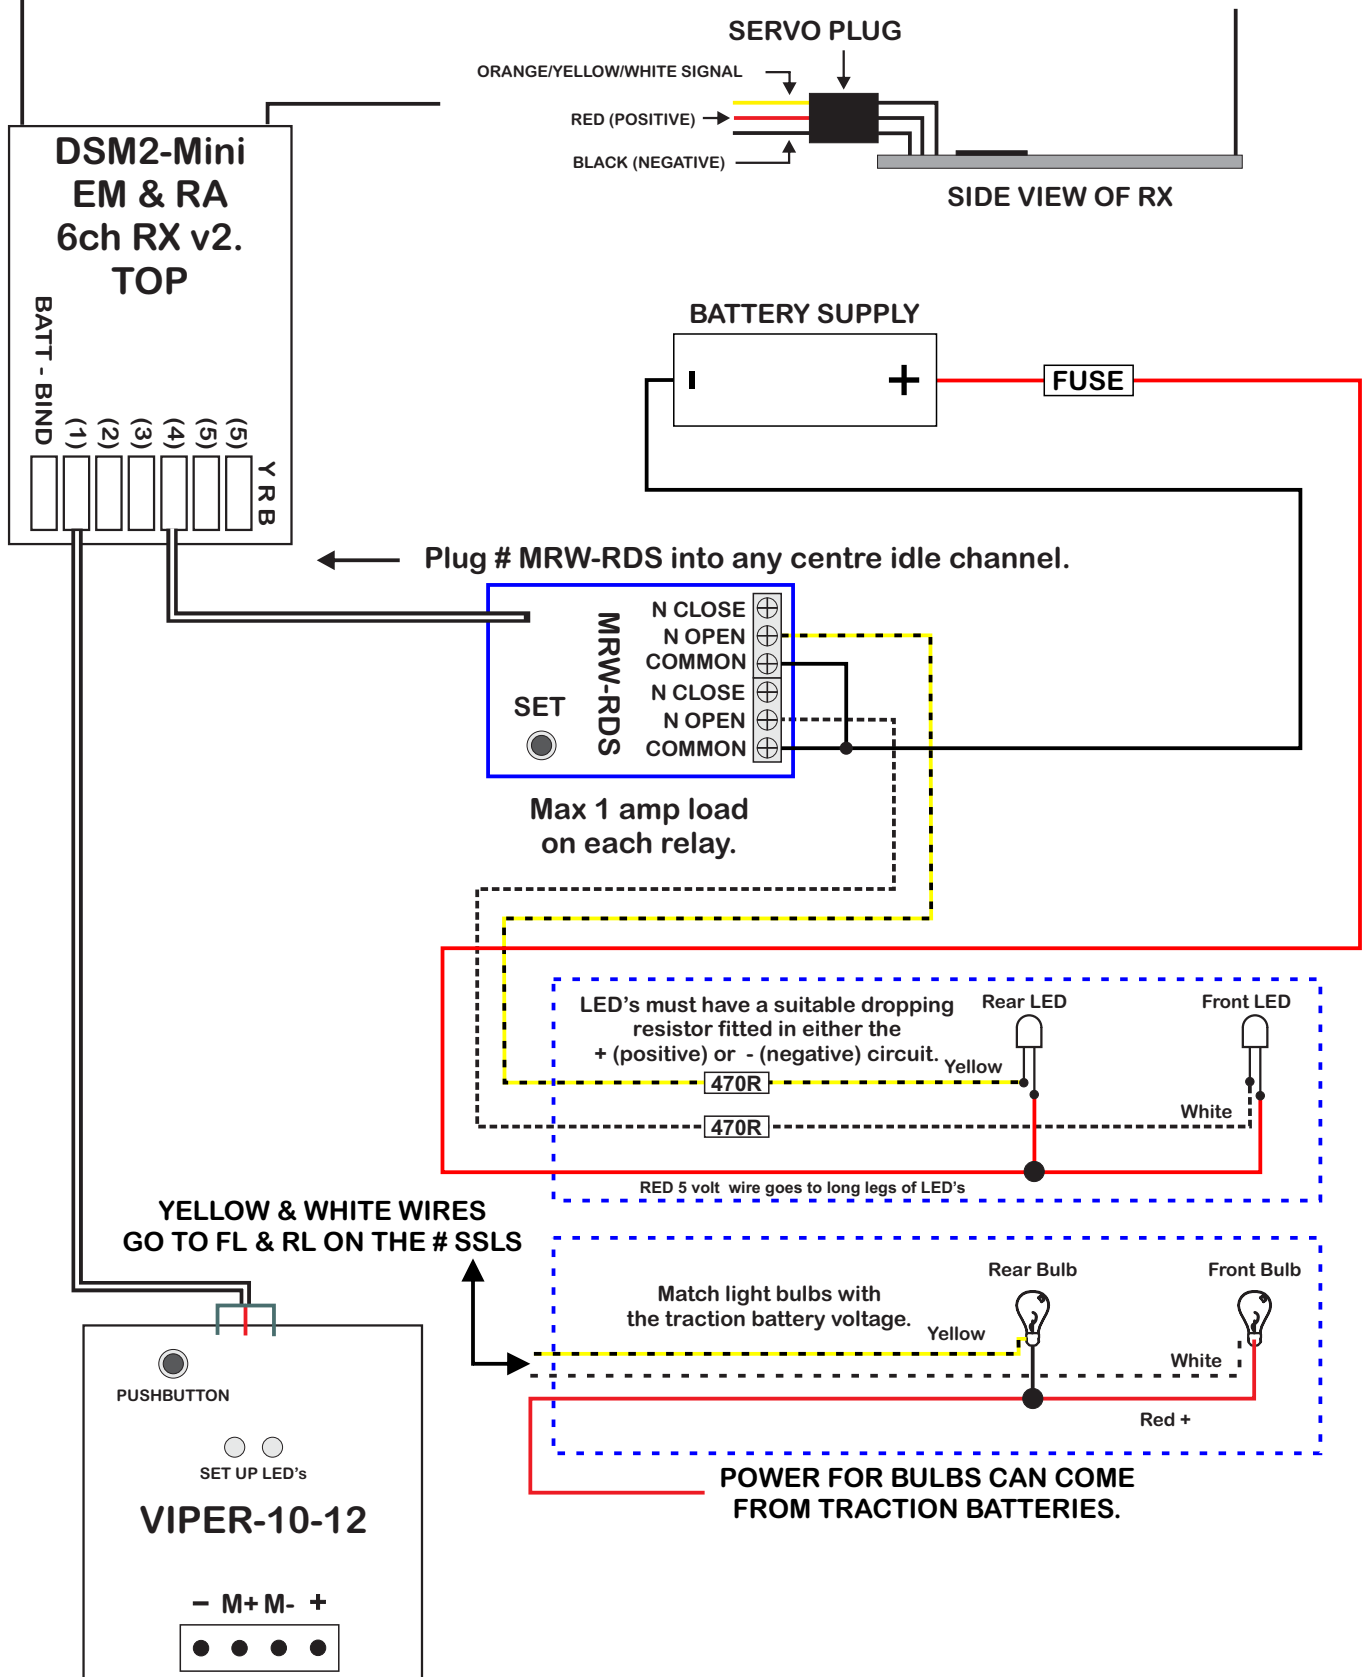 SERVO PLUG
ORANGE/YELLOW/WHITE SIGNAL
RED (POSITIVE)
BLACK (NEGATIVE)
SIDE VIEW OF RX
DSM2-Mini
EM & RA
6ch RX v2.
TOP
BATT - BIND
(1)
(2)
(3)
(4)
(5)
(5)
Y R B
BATTERY SUPPLY
-
+
FUSE
Plug # MRW-RDS into any centre idle channel.
MRW-RDS
N CLOSE
N OPEN
COMMON
N CLOSE
N OPEN
COMMON
SET
Max 1 amp load
on each relay.
LED's must have a suitable dropping
resistor fitted in either the
+ (positive) or - (negative) circuit.
Rear LED
Front LED
Yellow
470R
White
470R
RED 5 volt wire goes to long legs of LED's
YELLOW & WHITE WIRES
GO TO FL & RL ON THE # SSLS
Match light bulbs with
the traction battery voltage.
Rear Bulb
Front Bulb
Yellow
White
Red +
POWER FOR BULBS CAN COME
FROM TRACTION BATTERIES.
PUSHBUTTON
SET UP LED's
VIPER-10-12
– M+ M- +